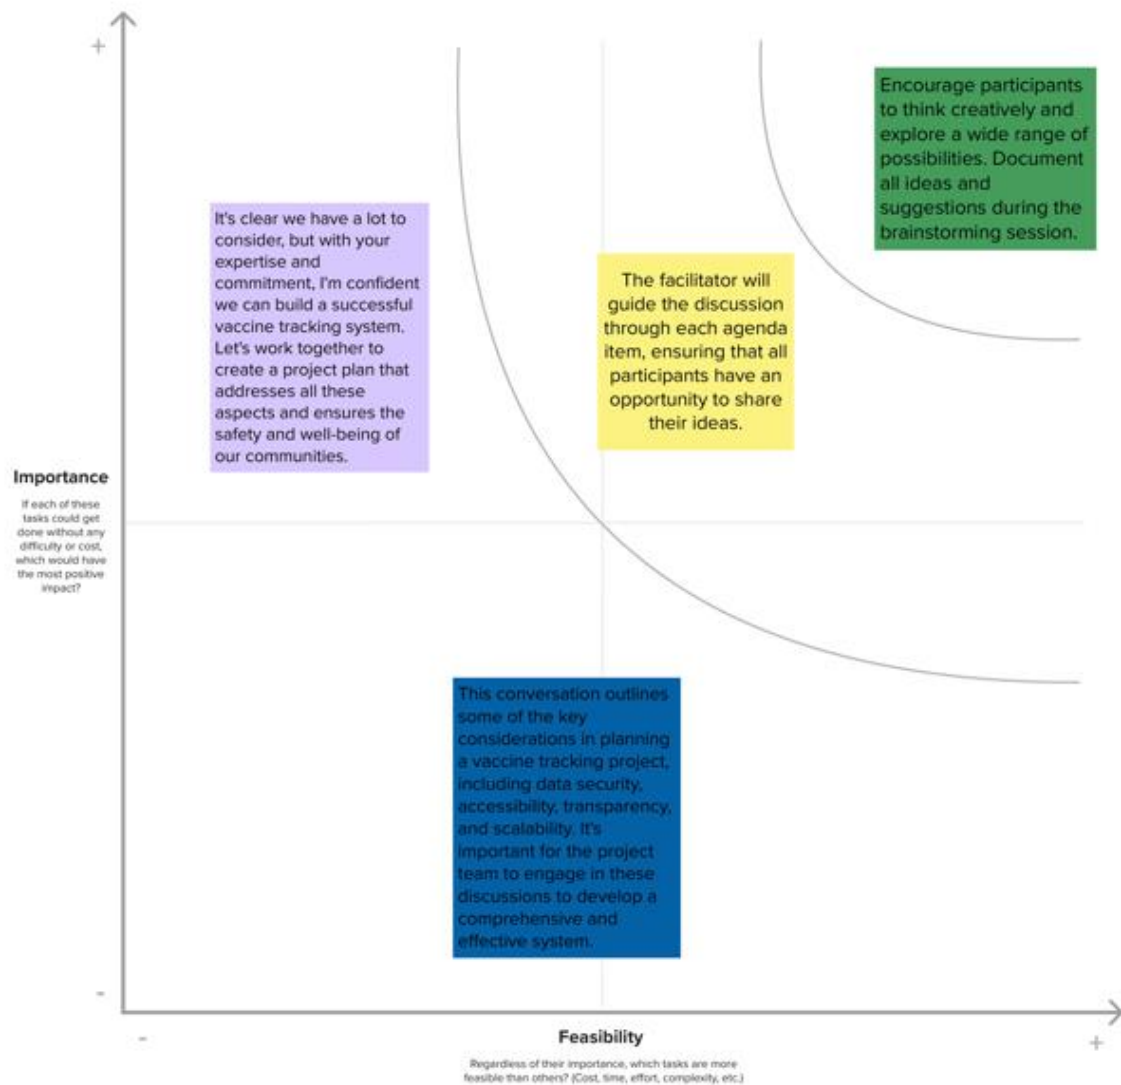 +
Encourage participants
to think creatively and
explore a wide range of
possibilities. Document
all ideas and
suggestions during the
brainstorming session.
It's clear we have a lot to
consider, but with your
expertise and
commitment, I'm confident
we can build a successful
vaccine tracking system.
Let's work together to
create a project plan that
addresses all these
aspects and ensures the
safety and well-being of
our communities.
The facilitator will
guide the discussion
through each agenda
item, ensuring that all
participants have an
opportunity to share
their ideas.
Importance
If each of these
tasks could get
done without any
difficulty or cost,
which would have
the most positive
impact?
This conversation outlines
some of the key
considerations in planning
a vaccine tracking project,
including data security,
accessibility, transparency,
and scalability. It's
important for the project
team to engage in these
discussions to develop a
comprehensive and
effective system.
-
-
Feasibility
+
Regardless of their importance, which tasks are more
feasible than others? (Cost, time, effort, complexity, etc.)